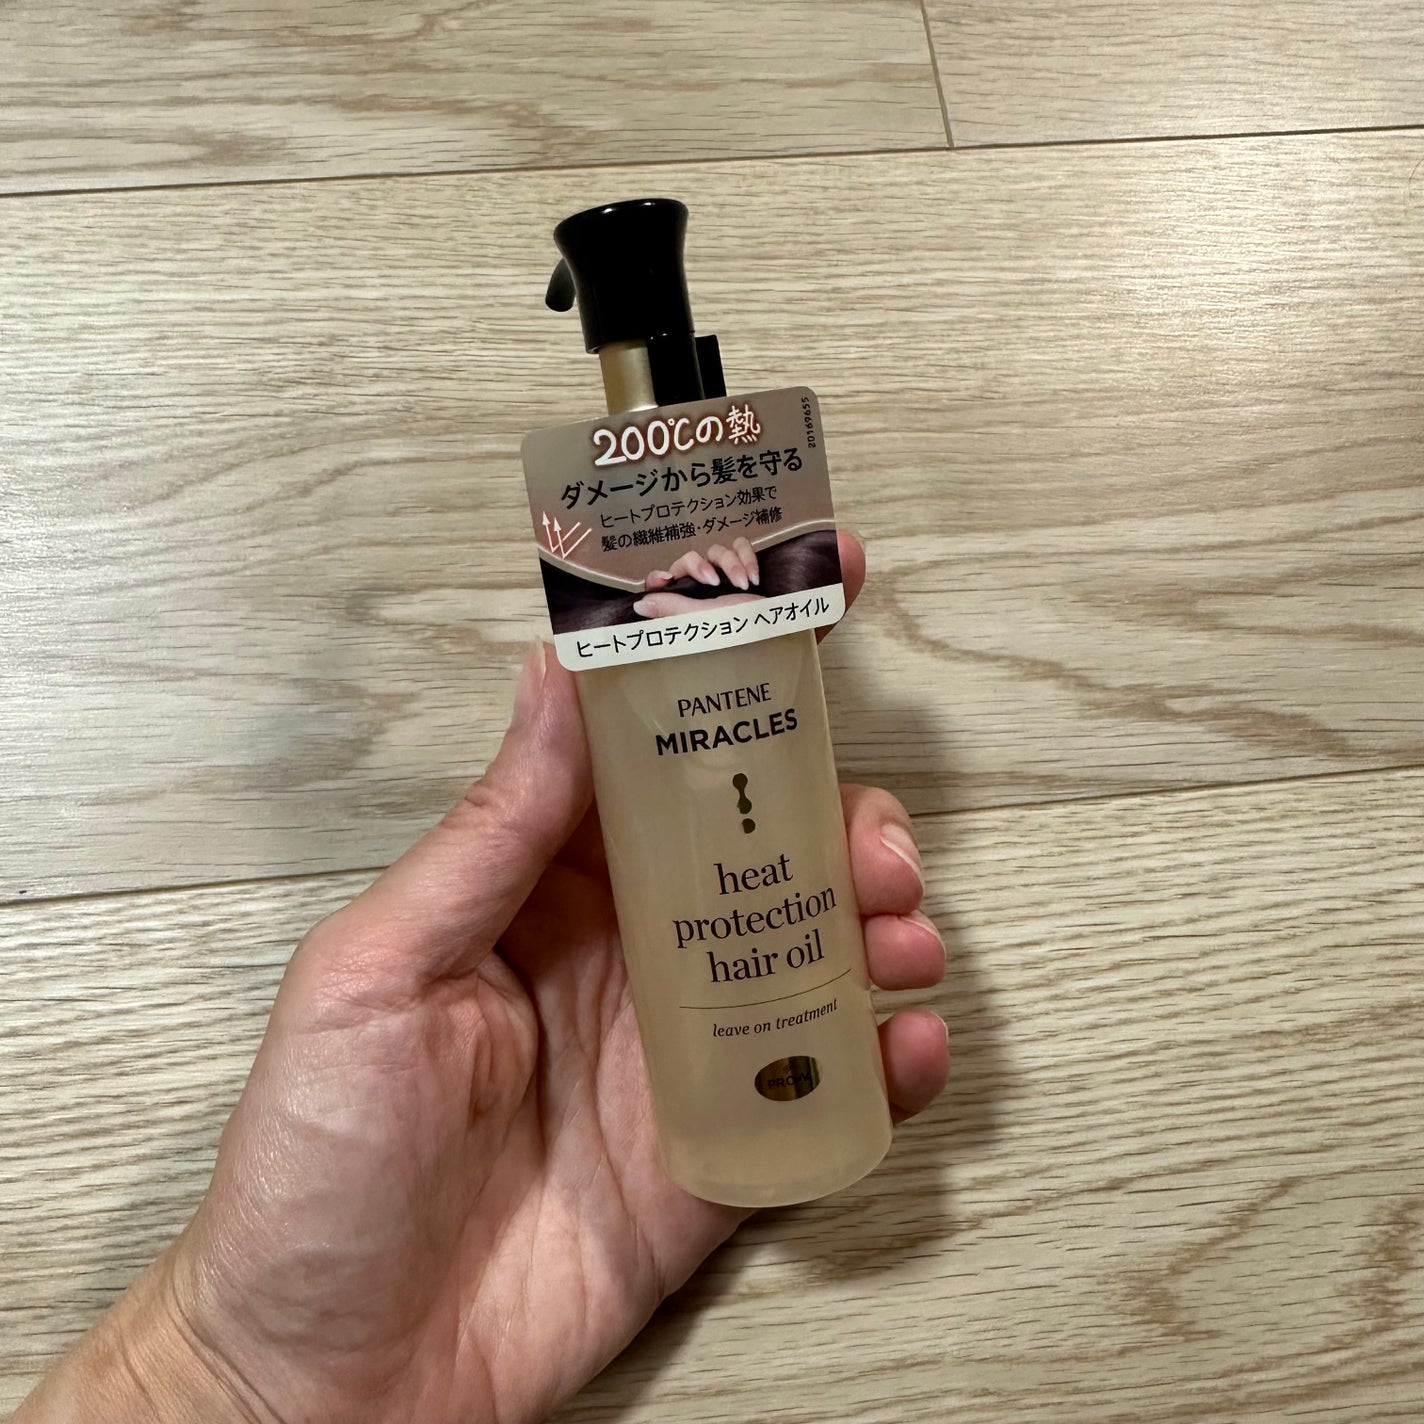 200℃の熱
ダメージから髪を守る
ヒートプロテクション効果で
髪の繊維補強・ダメージ補修
ヒートプロテクション ヘアオイル
20169655
PANTENE
MIRACLES
heat
protection
hair oil
leave on treatment
PRO-V